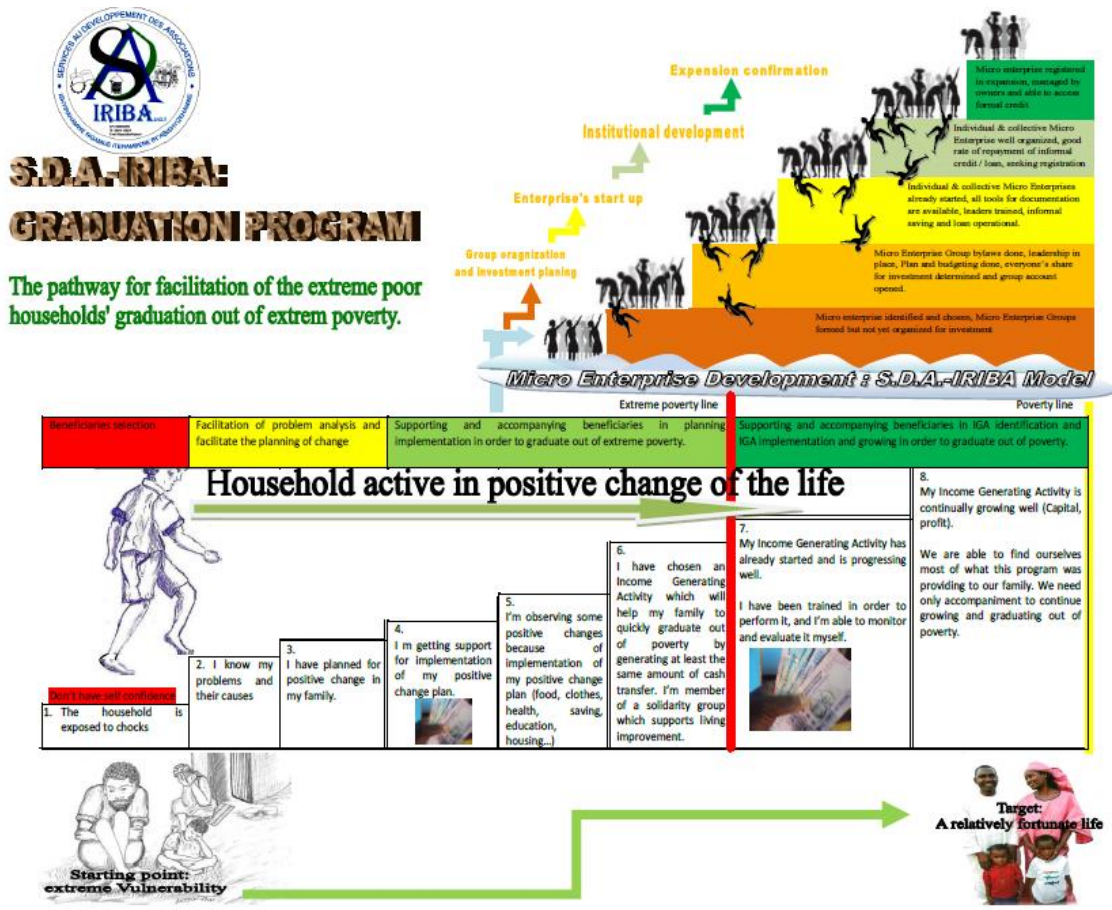 SERVICES AU DEVELOPPEMENT DES ASSOCIATIONS
SDA
IRIBA
S.D.A.-IRIBA:
GRADUATION PROGRAM
The pathway for facilitation of the extreme poor
households' graduation out of extrem poverty.
Expension confirmation
Institutional development
Enterprise's start up
Group oragnization
and investment planing
Micro enterprise registered
in expansion, managed by
owners and able to access
formal credit
Individual & collective Micro
Enterprise well organized, good
rate of repayment of informal
credit / loan, seeking registration
Individual & collective Micro Enterprises
already started, all tools for documentation
are available, leaders trained, informal
saving and loan operational.
Micro Enterprise Group bylaws done, leadership in
place, Plan and budgeting done, everyone's share
for investment determined and group account
opened.
Micro enterprise identified and chosen, Micro Enterprise Groups
formed but not yet organized for investment
Micro Enterprise Development : S.D.A.-IRIBA Model
Extreme poverty line
Poverty line
Beneficiaries selection
Facilitation of problem analysis and
facilitate the planning of change
Supporting and accompanying beneficiaries in planning
implementation in order to graduate out of extreme poverty.
Supporting and accompanying beneficiaries in IGA identification and
IGA implementation and growing in order to graduate out of poverty.
Household active in positive change of the life
Don't have self confidence
1. The household is
exposed to chocks
2. I know my
problems and
their causes
3.
I have planned for
positive change in
my family.
4.
I m getting support
for implementation
of my positive
change plan.
5.
I'm observing some
positive changes
because of
implementation of
my positive change
plan (food, clothes,
health, saving,
education,
housing...)
6.
I have chosen an
Income Generating
Activity which will
help my family to
quickly graduate out
of poverty by
generating at least the
same amount of cash
transfer. I'm member
of a solidarity group
which supports living
improvement.
7.
My Income Generating Activity has
already started and is progressing
well.
I have been trained in order to
perform it, and I'm able to monitor
and evaluate it myself.
8.
My Income Generating Activity is
continually growing well (Capital,
profit).
We are able to find ourselves
most of what this program was
providing to our family. We need
only accompaniment to continue
growing and graduating out of
poverty.
Starting point:
extreme Vulnerability
Target:
A relatively fortunate life